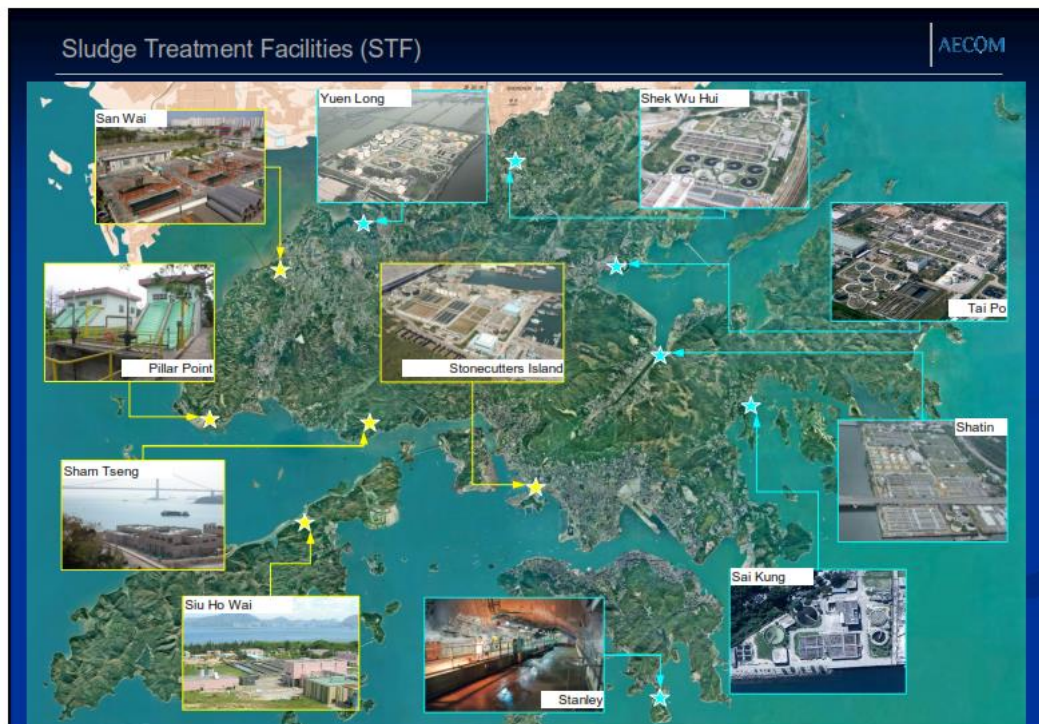 Sludge Treatment Facilities (STF)
AECOM
Yuen Long
Shek Wu Hui
San Wai
Tai Po
Pillar Point
Stonecutters Island
Shatin
Sham Tseng
Sai Kung
Siu Ho Wai
Stanley